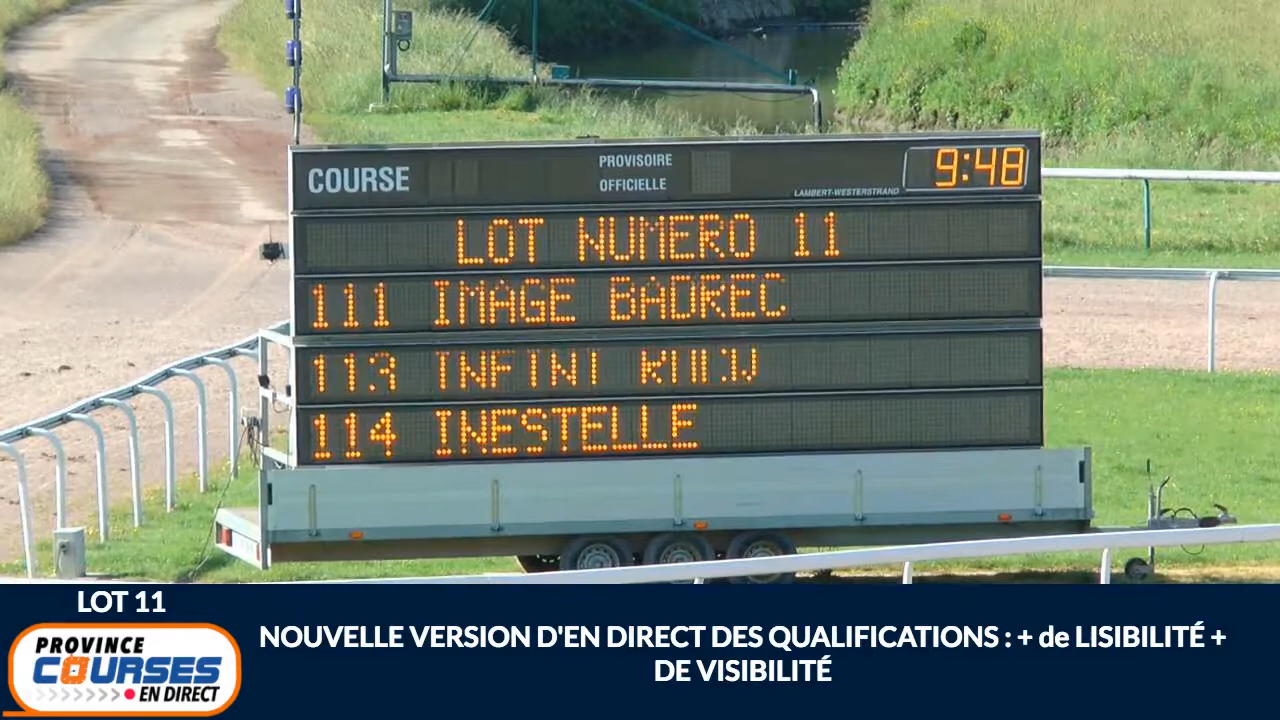 COURSE
PROVISOIRE
OFFICIELLE
LAMBERT-WESTERSTRAND
9:48
LOT NUMERO 11
111 IMAGE BADREC
113 INFINI
114 INESTELLE
LOT 11
PROVINCE
COURSES
EN DIRECT
NOUVELLE VERSION D'EN DIRECT DES QUALIFICATIONS : + de LISIBILITÉ +
DE VISIBILITÉ